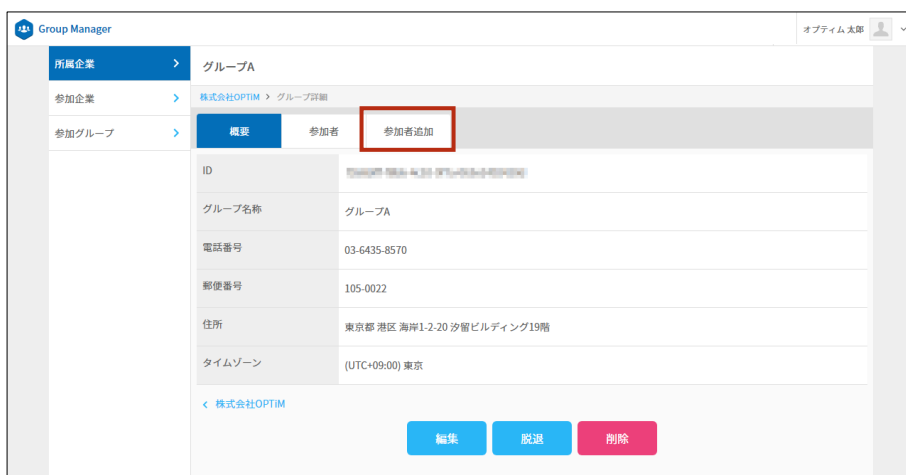 Group Manager
オプティム 太郎
所属企業
参加企業
参加グループ
グループA
株式会社OPTIM > グループ詳細
概要 参加者 参加者追加
ID
グループ名称 グループA
電話番号 03-6435-8570
郵便番号 105-0022
住所 東京都 港区 海岸1-2-20 汐留ビルディング19階
タイムゾーン (UTC+09:00) 東京
< 株式会社OPTiM
編集 脱退 削除